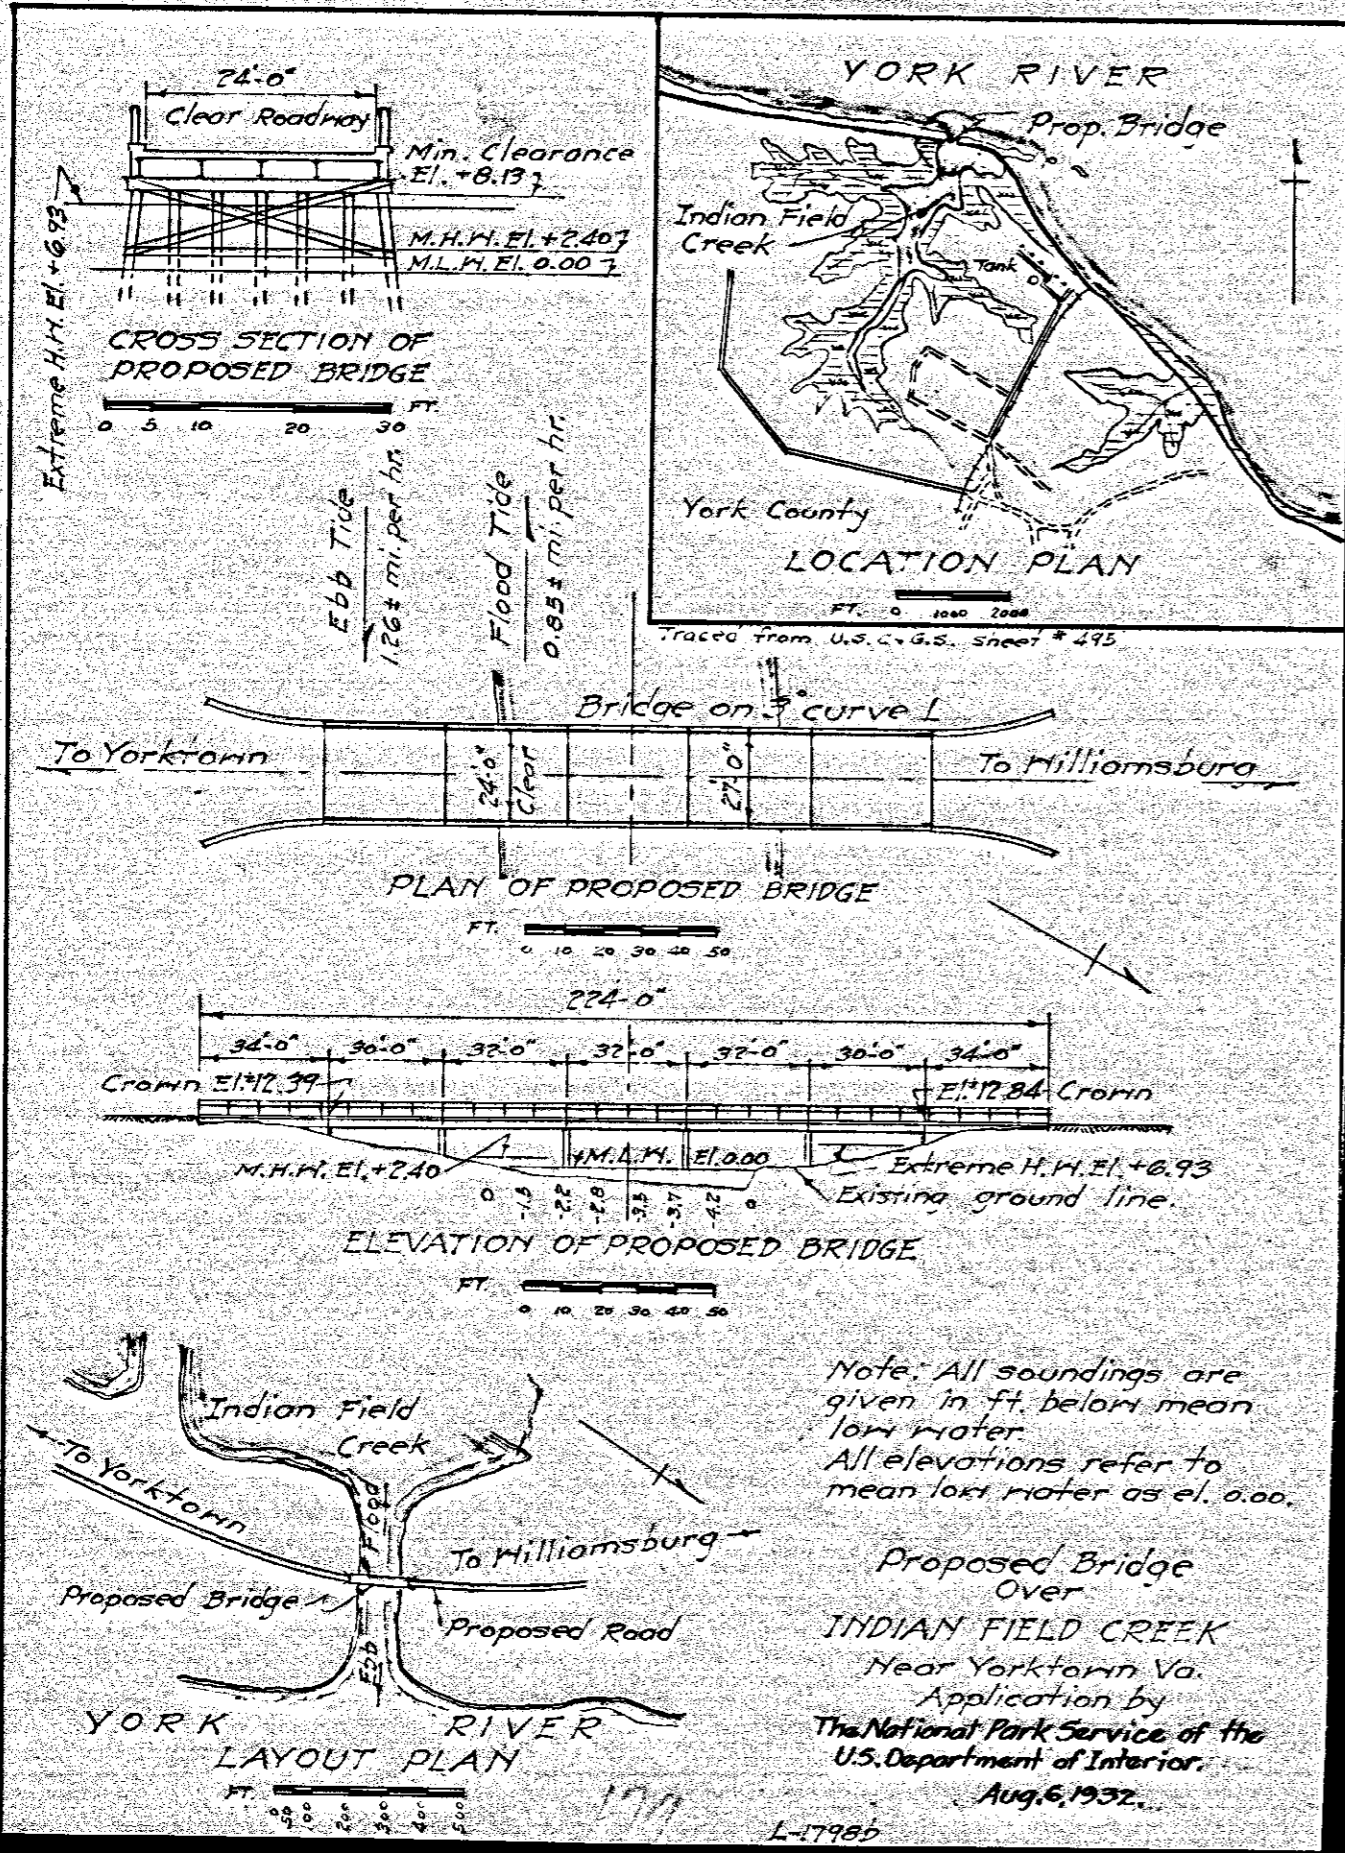 24'-0"
Clear Roadway
Min. Clearance
El. +8.13
Extreme H.W. El. +6.93
M.H.W. El. +2.40
M.L.W. El. 0.00
CROSS SECTION OF
PROPOSED BRIDGE
FT.
0 5 10 20 30
YORK RIVER
Prop. Bridge
Indian Field
Creek
Tank
York County
LOCATION PLAN
FT. 0 1000 2000
Traced from U.S.C.&G.S. sheet #495
Ebb Tide
1.26± mi. per hr.
Flood Tide
0.85± mi. per hr.
Bridge on 3° curve L
To Yorktown
24'-0"
Clear
27'-0"
To Williamsburg
PLAN OF PROPOSED BRIDGE
FT.
0 10 20 30 40 50
224'-0"
34'-0" 30'-0" 32'-0" 32'-0" 32'-0" 30'-0" 34'-0"
Crown El.+12.39
El.+12.84 Crown
M.H.W. El. +2.40
M.L.W. El. 0.00
Extreme H.W. El. +6.93
Existing ground line.
0 -1.5 -2.2 -2.8 -3.3 -3.7 -4.2 0
ELEVATION OF PROPOSED BRIDGE
FT.
0 10 20 30 40 50
Indian Field
Creek
To Yorktown
Flood
To Williamsburg
Proposed Bridge
Proposed Road
Ebb
YORK RIVER
LAYOUT PLAN
FT.
0 50 100 200 300 400 500
Note: All soundings are
given in ft. below mean
low water.
All elevations refer to
mean low water as el. 0.00.
Proposed Bridge
Over
INDIAN FIELD CREEK
Near Yorktown Va.
Application by
The National Park Service of the
U.S. Department of Interior.
Aug. 6, 1932.